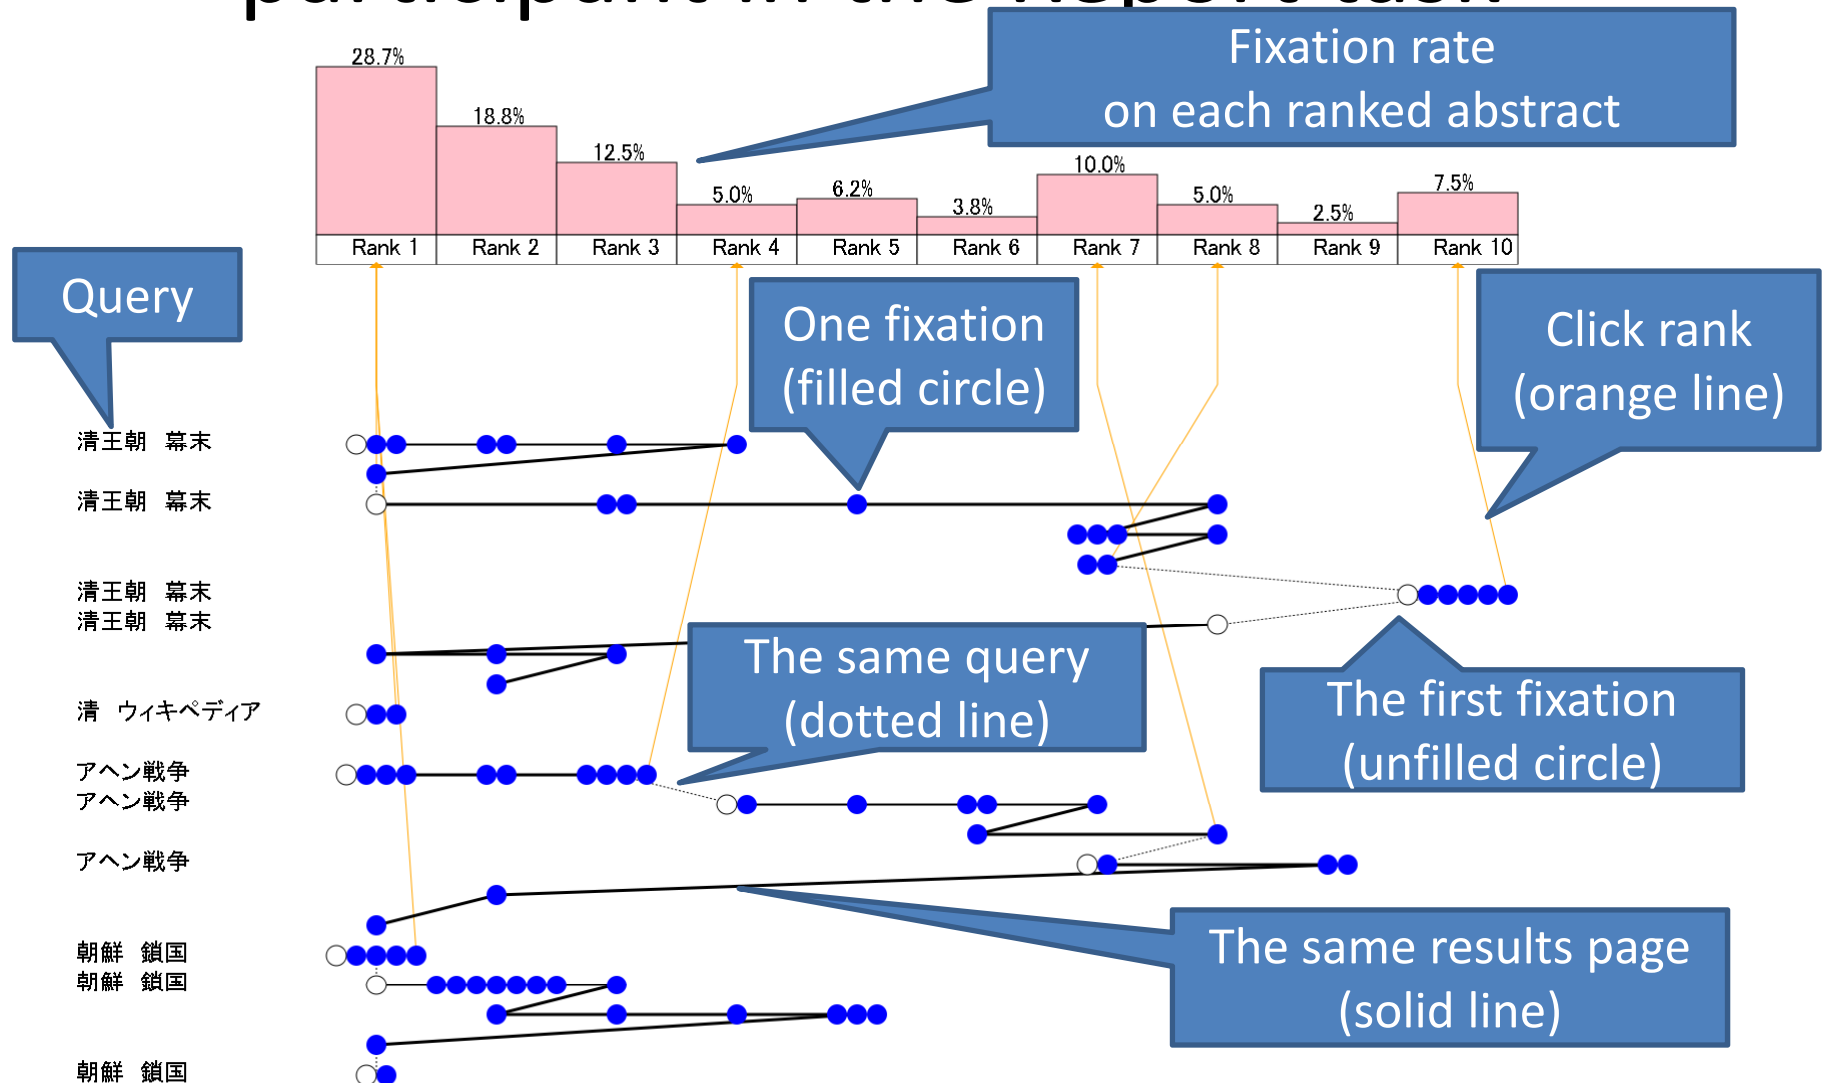 participant in the Report task
Fixation rate
on each ranked abstract
28.7%
18.8%
12.5%
5.0%
6.2%
3.8%
10.0%
5.0%
2.5%
7.5%
Rank 1
Rank 2
Rank 3
Rank 4
Rank 5
Rank 6
Rank 7
Rank 8
Rank 9
Rank 10
Query
One fixation
(filled circle)
Click rank
(orange line)
清王朝 幕末
清王朝 幕末
清王朝 幕末
清王朝 幕末
The same query
(dotted line)
The first fixation
(unfilled circle)
清 ウィキペディア
アヘン戦争
アヘン戦争
アヘン戦争
The same results page
(solid line)
朝鮮 鎖国
朝鮮 鎖国
朝鮮 鎖国